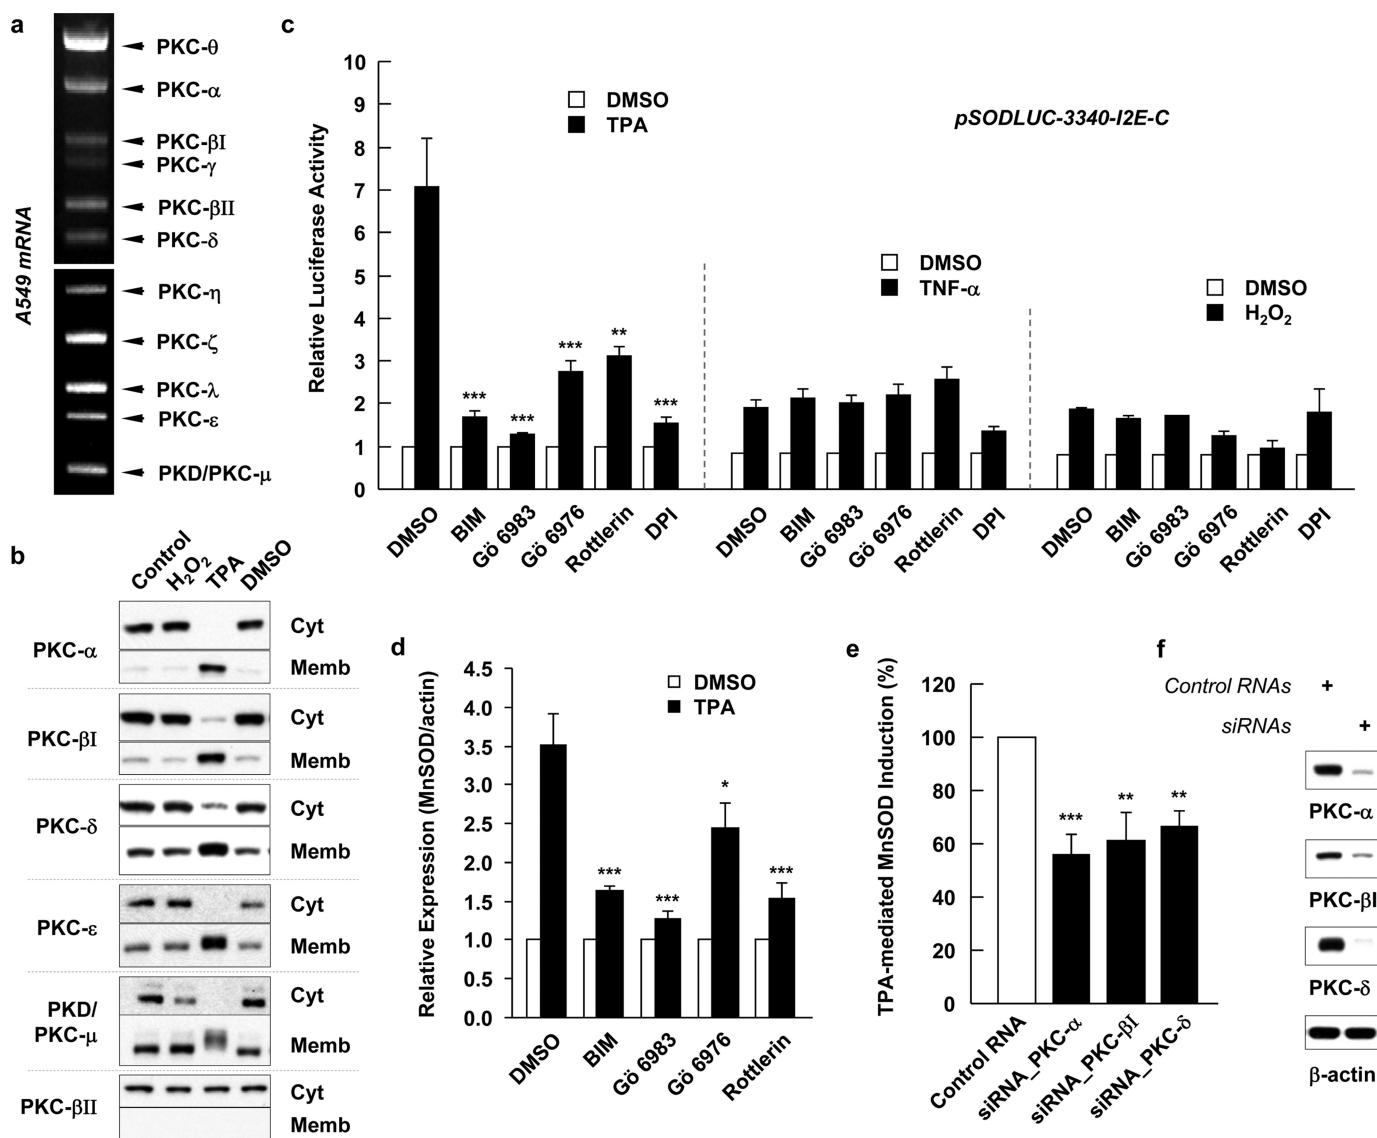 a
A549 mRNA
PKC-θ
PKC-α
PKC-βI
PKC-γ
PKC-βII
PKC-δ
PKC-η
PKC-ζ
PKC-λ
PKC-ε
PKD/PKC-μ
b
Control
H₂O₂
TPA
DMSO
PKC-α
Cyt
Memb
PKC-βI
Cyt
Memb
PKC-δ
Cyt
Memb
PKC-ε
Cyt
Memb
PKD/
PKC-μ
Cyt
Memb
PKC-βII
Cyt
Memb
c
Relative Luciferase Activity
10
9
8
7
6
5
4
3
2
1
0
DMSO
TPA
pSODLUC-3340-I2E-C
DMSO
TNF-α
DMSO
H₂O₂
***
***
***
**
***
DMSO
BIM
Gö 6983
Gö 6976
Rottlerin
DPI
DMSO
BIM
Gö 6983
Gö 6976
Rottlerin
DPI
DMSO
BIM
Gö 6983
Gö 6976
Rottlerin
DPI
d
Relative Expression (MnSOD/actin)
4.5
4.0
3.5
3.0
2.5
2.0
1.5
1.0
0.5
0.0
DMSO
TPA
***
***
*
***
DMSO
BIM
Gö 6983
Gö 6976
Rottlerin
e
TPA-mediated MnSOD Induction (%)
120
100
80
60
40
20
0
***
**
**
Control RNA
siRNA_PKC-α
siRNA_PKC-βI
siRNA_PKC-δ
f
Control RNAs +
siRNAs +
PKC-α
PKC-βI
PKC-δ
β-actin